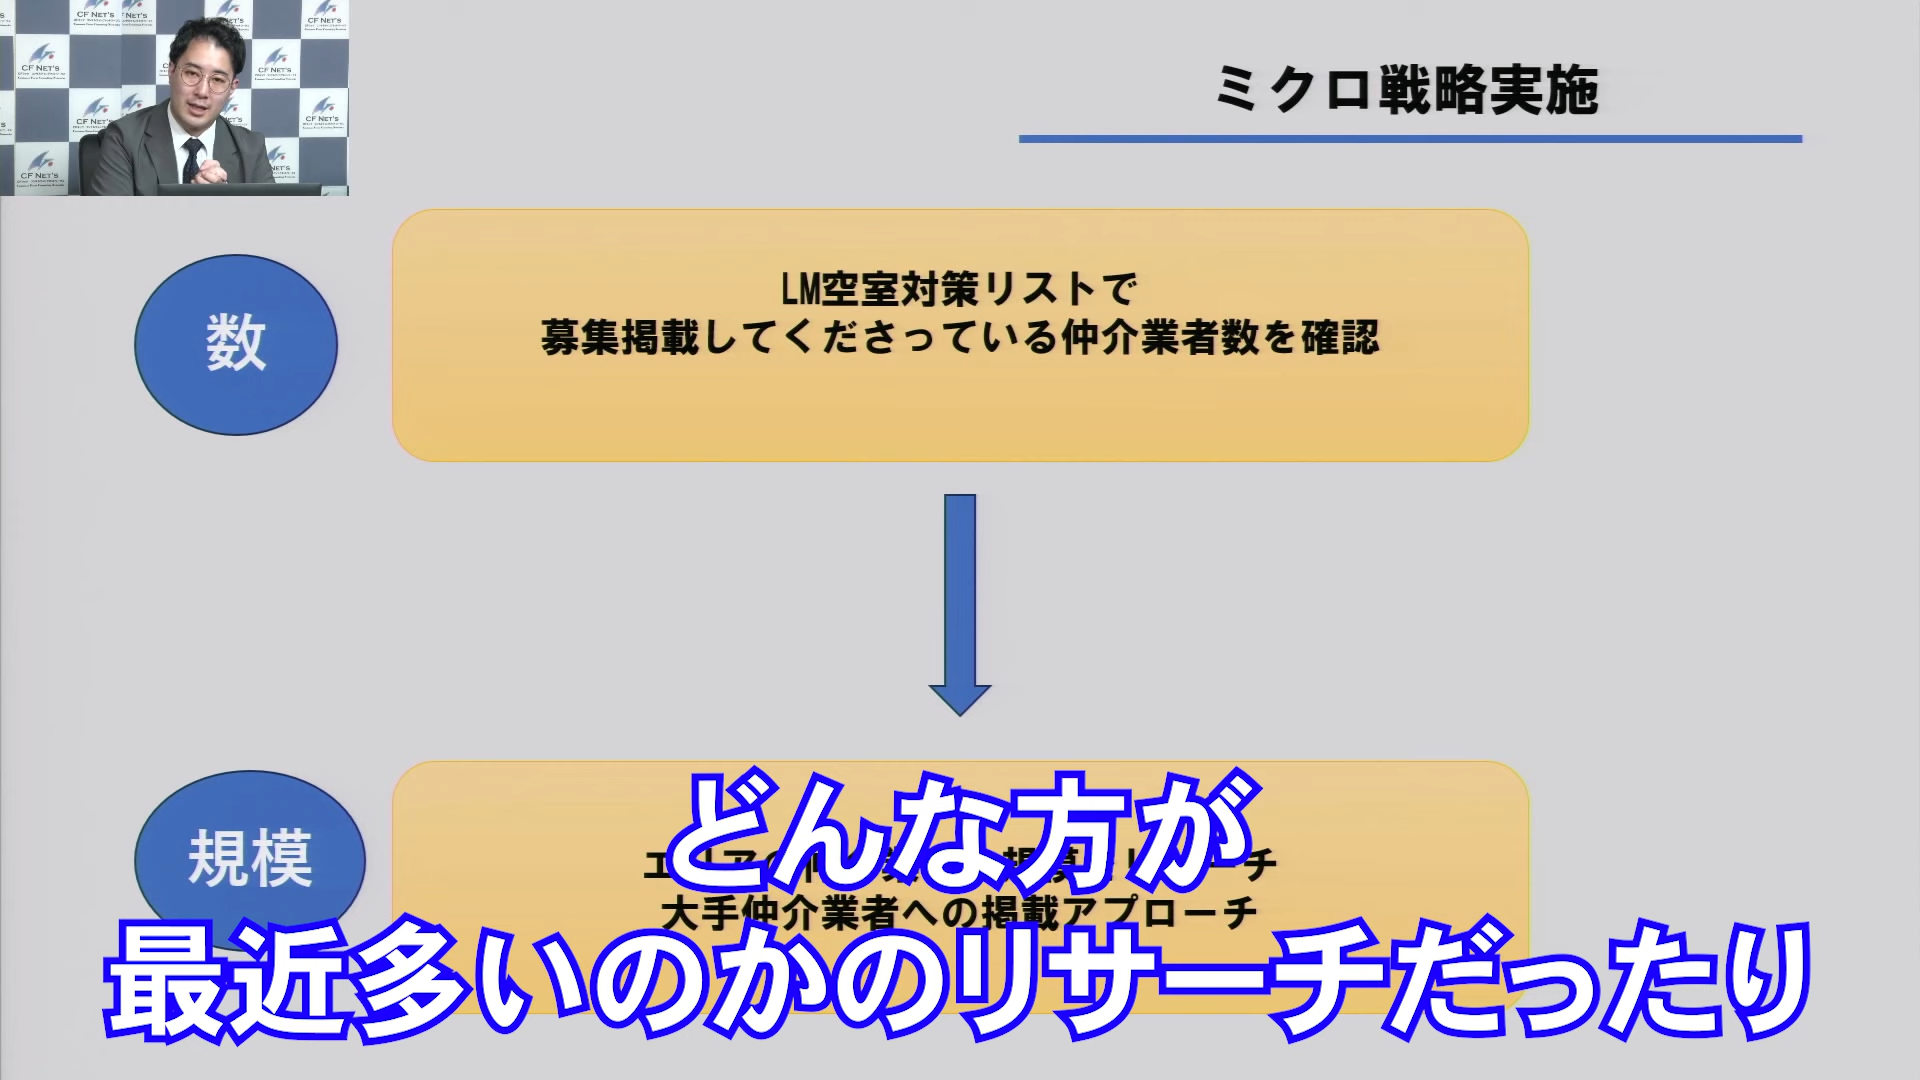 CF NET'S
ミクロ戦略実施
数
LM空室対策リストで
募集掲載してくださっている仲介業者数を確認
規模
大手仲介業者への掲載アプローチ
どんな方が
最近多いのかのリサーチだったり